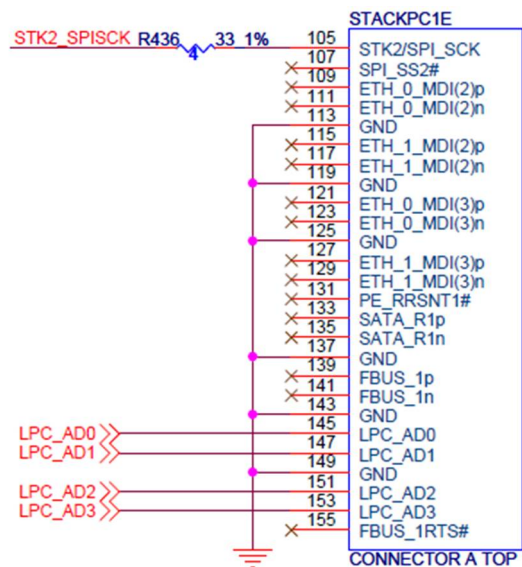 STACKPC1E
STK2_SPISCK R436 33 1% 105 STK2/SPI_SCK
4
107 SPI_SS2#
109 ETH_0_MDI(2)p
111 ETH_0_MDI(2)n
113 GND
115 ETH_1_MDI(2)p
117 ETH_1_MDI(2)n
119 GND
121 ETH_0_MDI(3)p
123 ETH_0_MDI(3)n
125 GND
127 ETH_1_MDI(3)p
129 ETH_1_MDI(3)n
131 PE_RRSNT1#
133 SATA_R1p
135 SATA_R1n
137 GND
139 FBUS_1p
141 FBUS_1n
143 GND
LPC_AD0 145 LPC_AD0
LPC_AD1 147 LPC_AD1
149 GND
LPC_AD2 151 LPC_AD2
LPC_AD3 153 LPC_AD3
155 FBUS_1RTS#
CONNECTOR A TOP